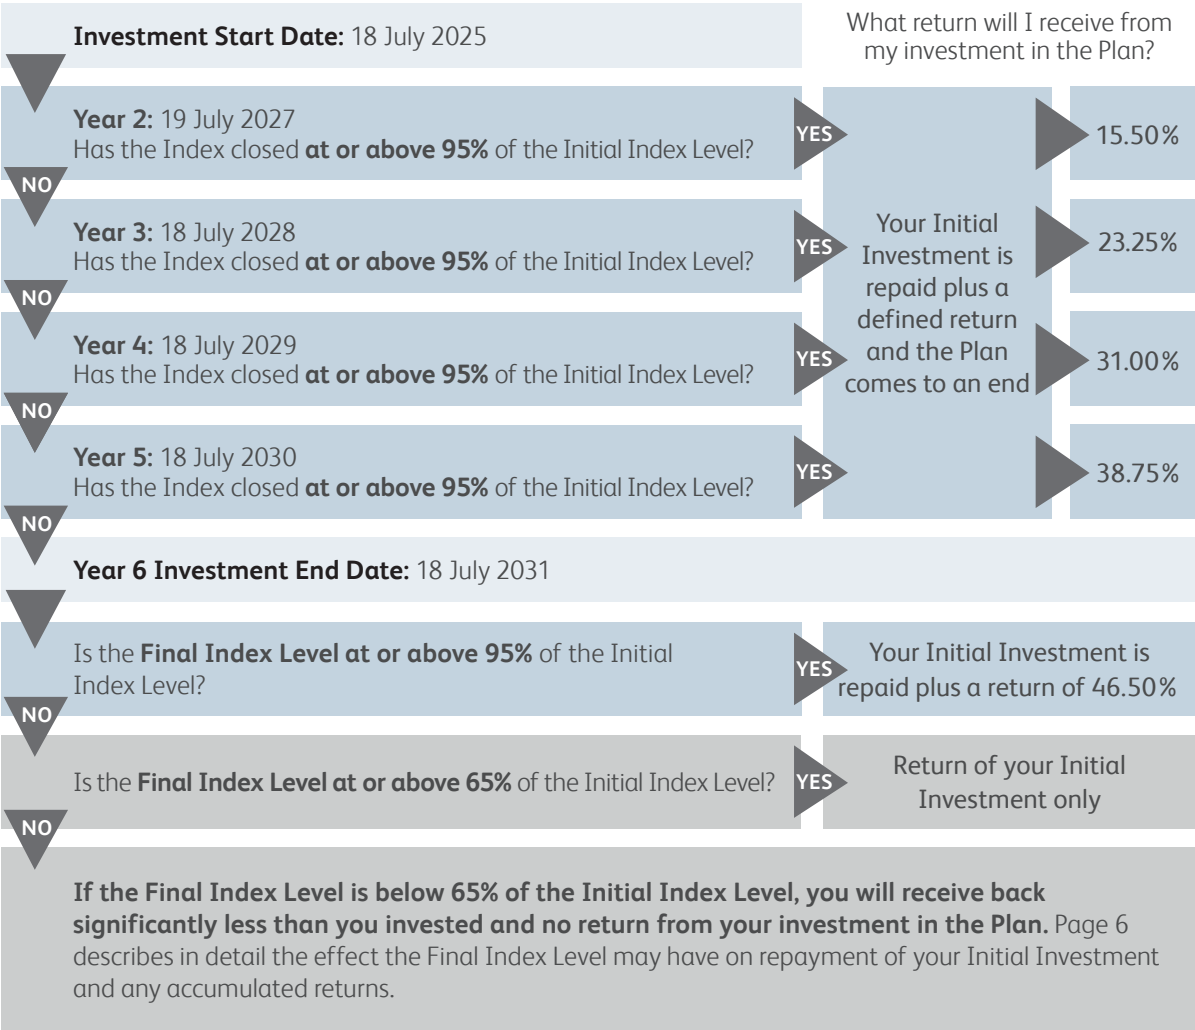 Investment Start Date: 18 July 2025
What return will I receive from
my investment in the Plan?
Year 2: 19 July 2027
Has the Index closed at or above 95% of the Initial Index Level?
YES
15.50%
NO
Year 3: 18 July 2028
Has the Index closed at or above 95% of the Initial Index Level?
YES
Your Initial
Investment is
repaid plus a
defined return
and the Plan
comes to an end
23.25%
NO
Year 4: 18 July 2029
Has the Index closed at or above 95% of the Initial Index Level?
YES
31.00%
NO
Year 5: 18 July 2030
Has the Index closed at or above 95% of the Initial Index Level?
YES
38.75%
NO
Year 6 Investment End Date: 18 July 2031
Is the Final Index Level at or above 95% of the Initial
Index Level?
YES
Your Initial Investment is
repaid plus a return of 46.50%
NO
Is the Final Index Level at or above 65% of the Initial Index Level?
YES
Return of your Initial
Investment only
NO
If the Final Index Level is below 65% of the Initial Index Level, you will receive back
significantly less than you invested and no return from your investment in the Plan. Page 6
describes in detail the effect the Final Index Level may have on repayment of your Initial Investment
and any accumulated returns.